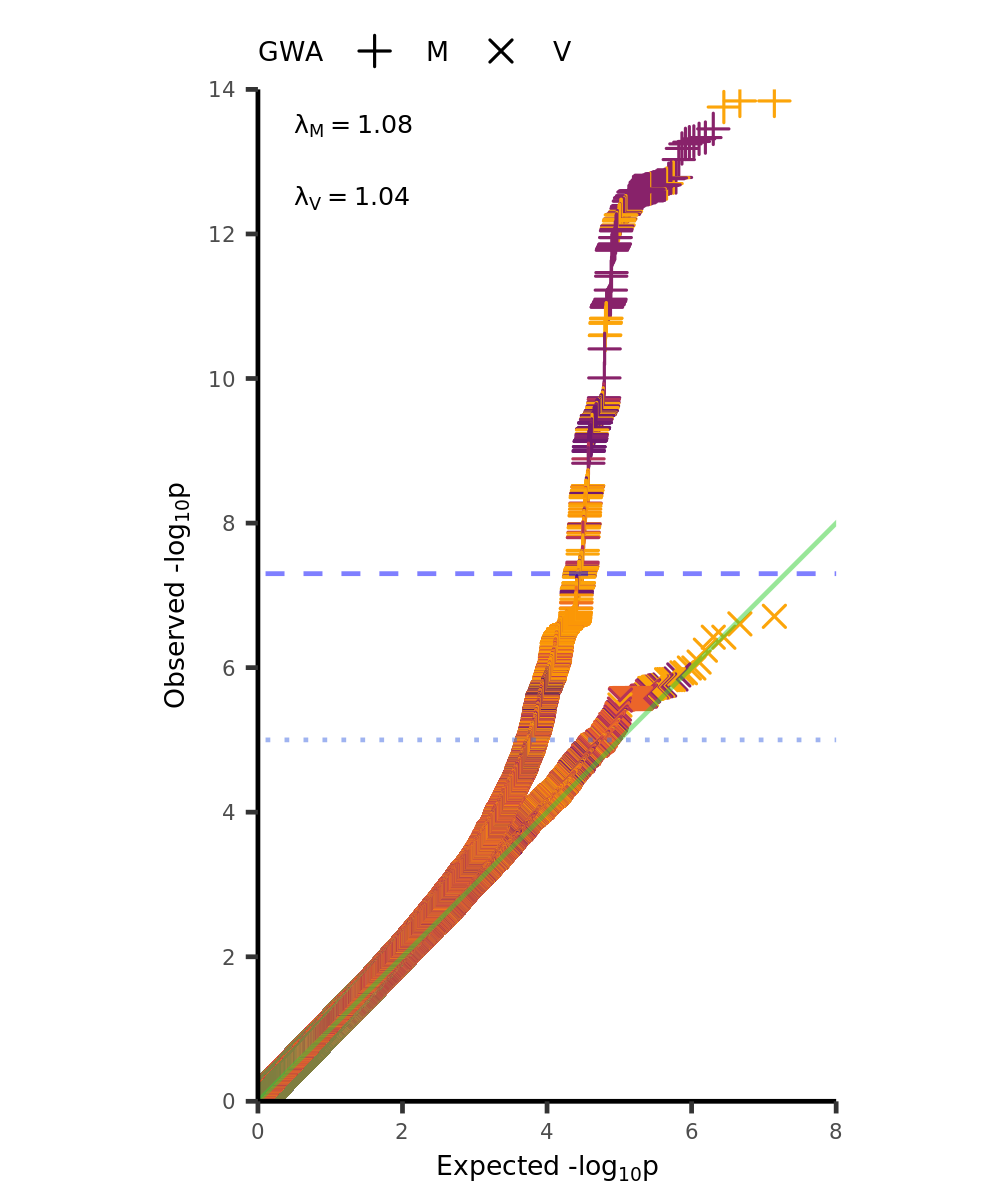 GWA M V
14
λM = 1.08
λV = 1.04
12
10
8
6
4
2
0
Observed -log10p
0 2 4 6 8
Expected -log10p